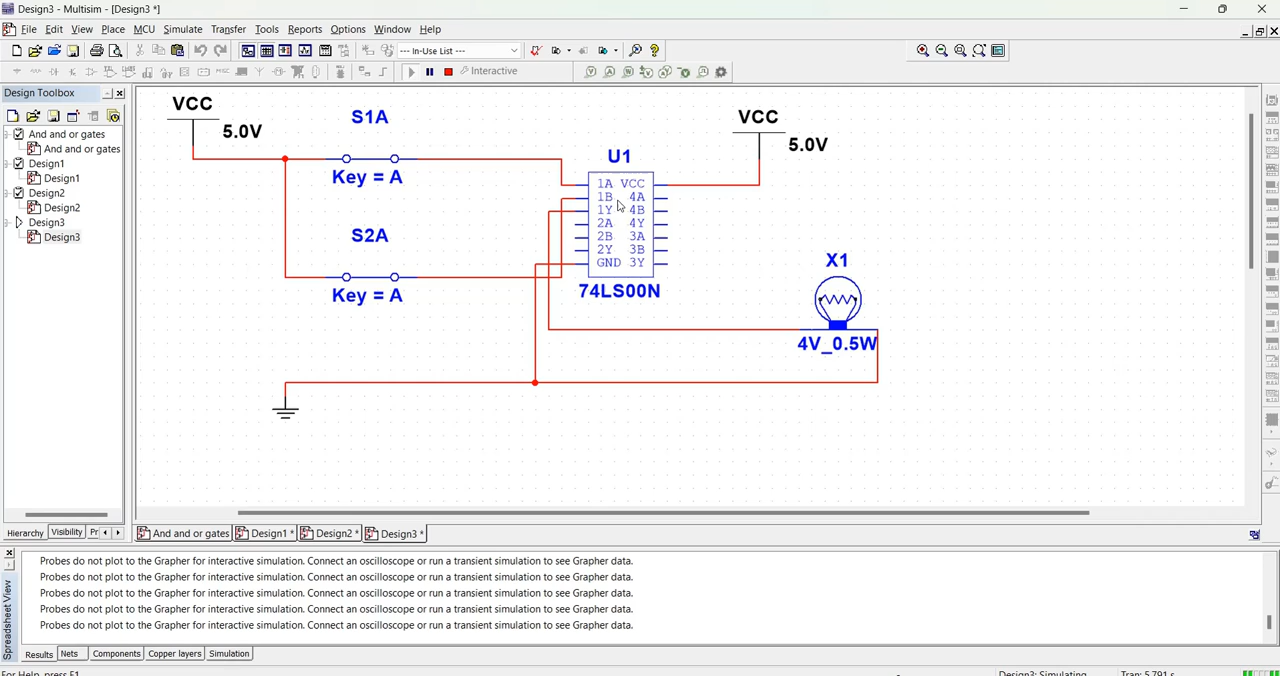 Design3 - Multisim - [Design3 *]
File Edit View Place MCU Simulate Transfer Tools Reports Options Window Help
--- In-Use List ---
Interactive
Design Toolbox
And and or gates
And and or gates
Design1
Design1
Design2
Design2
Design3
Design3
VCC
5.0V
S1A
Key = A
S2A
Key = A
U1
1A VCC
1B 4A
1Y 4B
2A 4Y
2B 3A
2Y 3B
GND 3Y
74LS00N
VCC
5.0V
X1
4V_0.5W
Hierarchy Visibility Pr
And and or gates Design1 * Design2 * Design3 *
Probes do not plot to the Grapher for interactive simulation. Connect an oscilloscope or run a transient simulation to see Grapher data.
Probes do not plot to the Grapher for interactive simulation. Connect an oscilloscope or run a transient simulation to see Grapher data.
Probes do not plot to the Grapher for interactive simulation. Connect an oscilloscope or run a transient simulation to see Grapher data.
Probes do not plot to the Grapher for interactive simulation. Connect an oscilloscope or run a transient simulation to see Grapher data.
Probes do not plot to the Grapher for interactive simulation. Connect an oscilloscope or run a transient simulation to see Grapher data.
Spreadsheet View
Results Nets Components Copper layers Simulation
For Help, press F1 Design3: Simulating Tran: 5.791 s